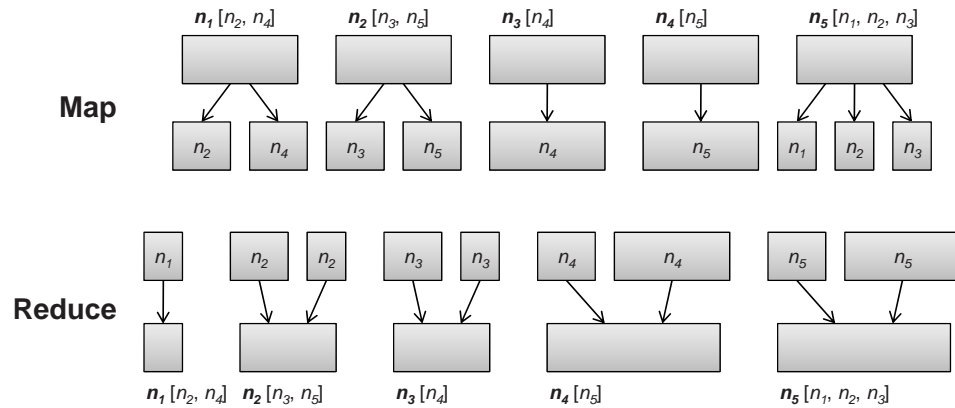 n1 [n2, n4] n2 [n3, n5] n3 [n4] n4 [n5] n5 [n1, n2, n3]
Map
n2 n4 n3 n5 n4 n5 n1 n2 n3
n1 n2 n2 n3 n3 n4 n4 n5 n5
Reduce
n1 [n2, n4] n2 [n3, n5] n3 [n4] n4 [n5] n5 [n1, n2, n3]